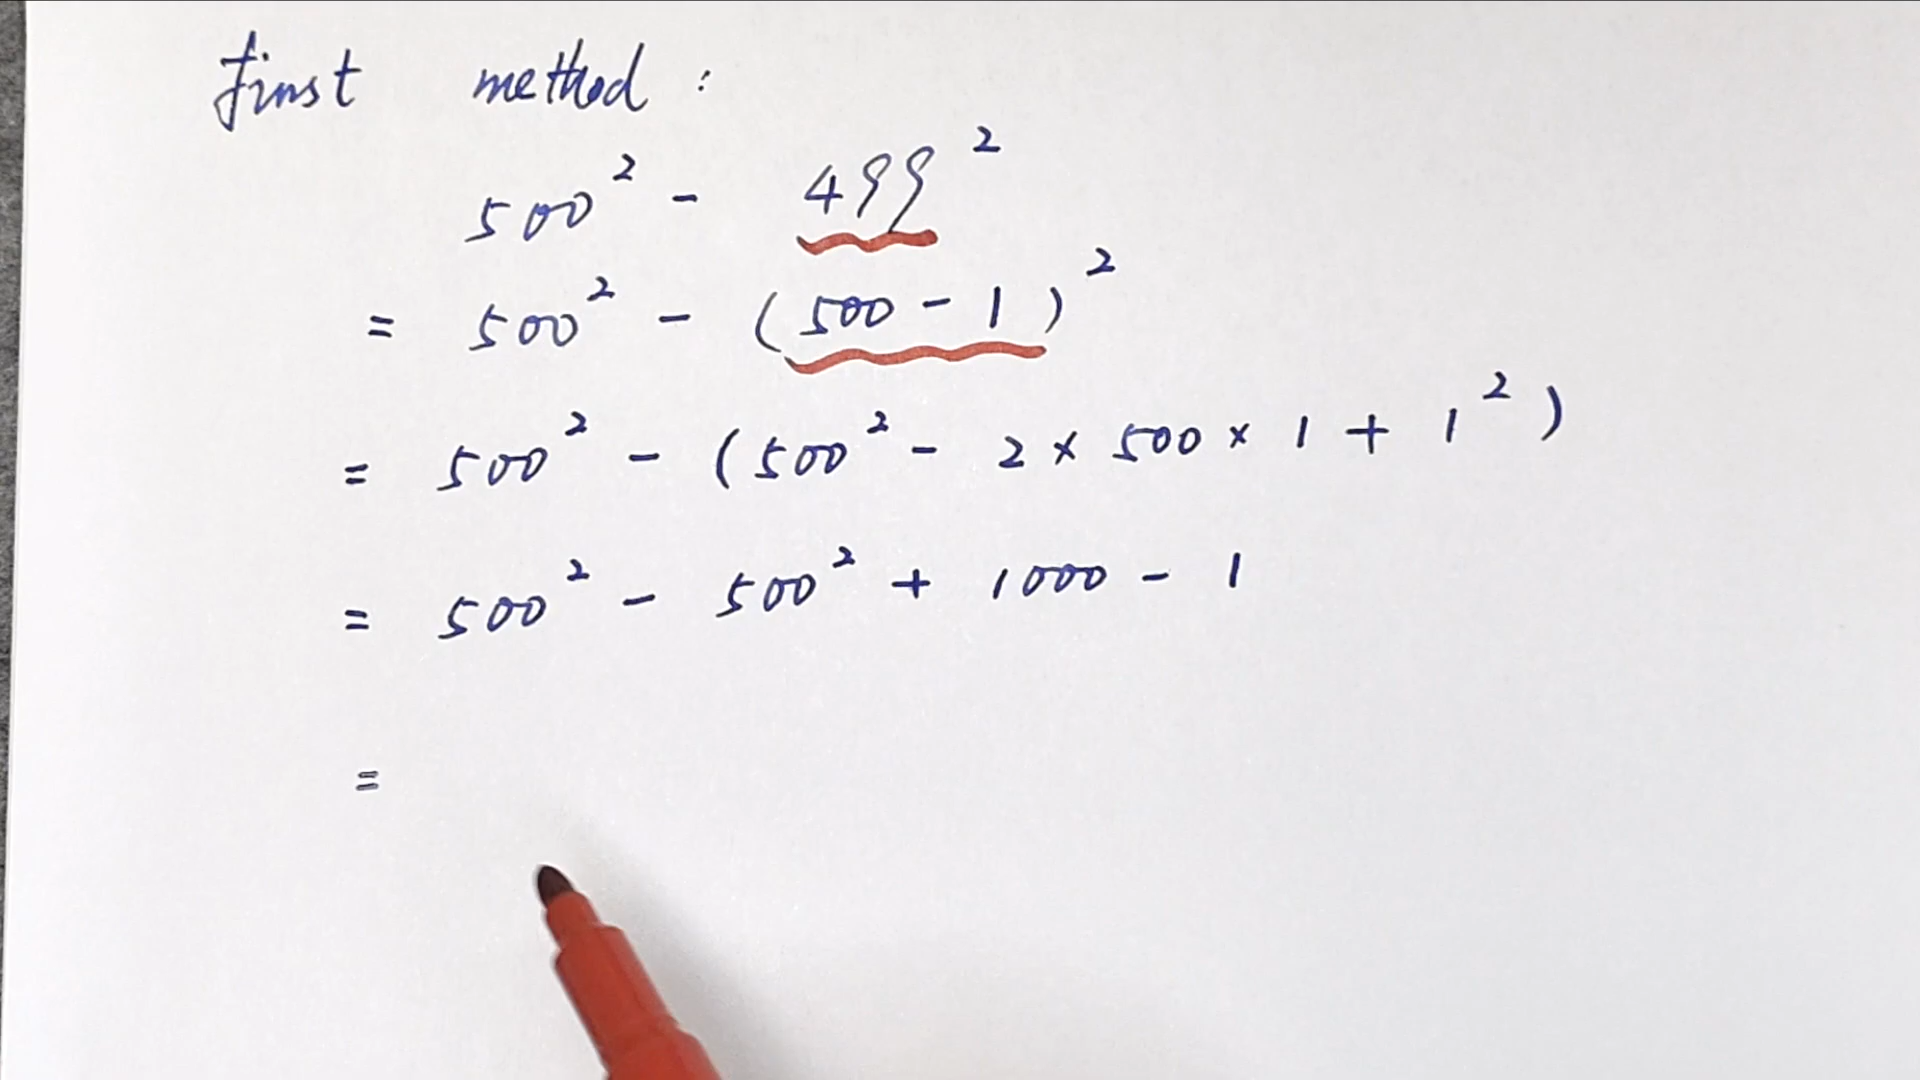 first method :
500² - 499²
= 500² - (500 - 1)²
= 500² - (500² - 2 × 500 × 1 + 1²)
= 500² - 500² + 1000 - 1
=